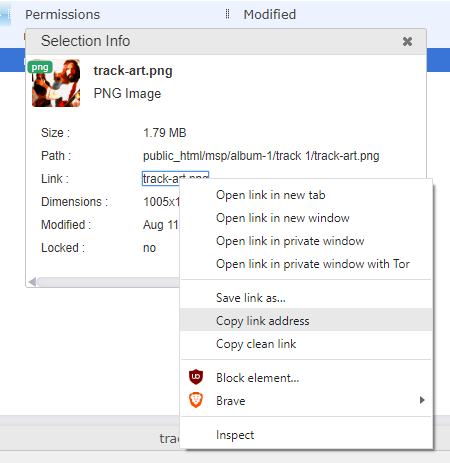 Permissions Modified
Selection Info
png
track-art.png
PNG Image
Size : 1.79 MB
Path : public_html/msp/album-1/track 1/track-art.png
Link : track-art.png
Dimensions : 1005x1
Modified : Aug 11
Locked : no
Open link in new tab
Open link in new window
Open link in private window
Open link in private window with Tor
Save link as...
Copy link address
Copy clean link
Block element...
Brave
Inspect
trac